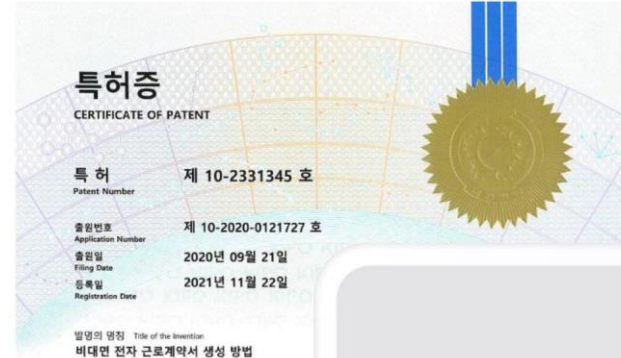 특허증
CERTIFICATE OF PATENT
특 허 제 10-2331345 호
Patent Number
출원번호 제 10-2020-0121727 호
Application Number
출원일 2020년 09월 21일
Filing Date
등록일 2021년 11월 22일
Registration Date
발명의 명칭 Title of the Invention
비대면 전자 근로계약서 생성 방법